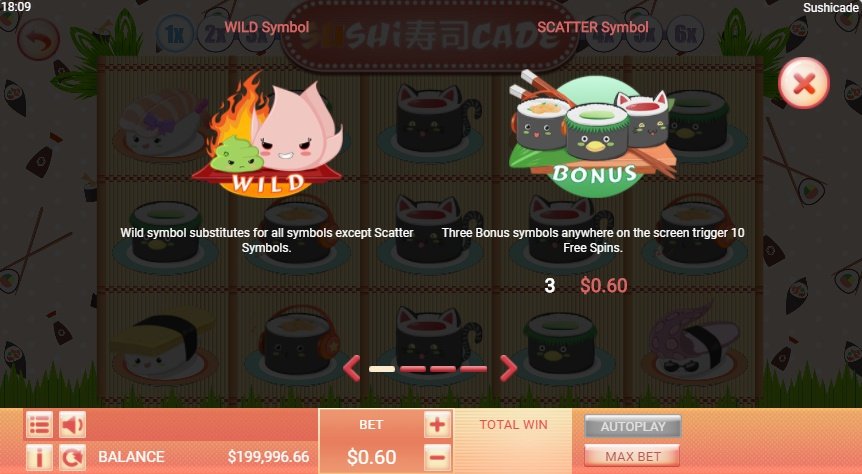 18:09
Sushicade
WILD Symbol
SCATTER Symbol
1x
2x
6x
SUSHI寿司CADE
WILD
BONUS
Wild symbol substitutes for all symbols except Scatter
Symbols.
Three Bonus symbols anywhere on the screen trigger 10
Free Spins.
3 $0.60
BET
TOTAL WIN
AUTOPLAY
BALANCE $199,996.66
$0.60
MAX BET